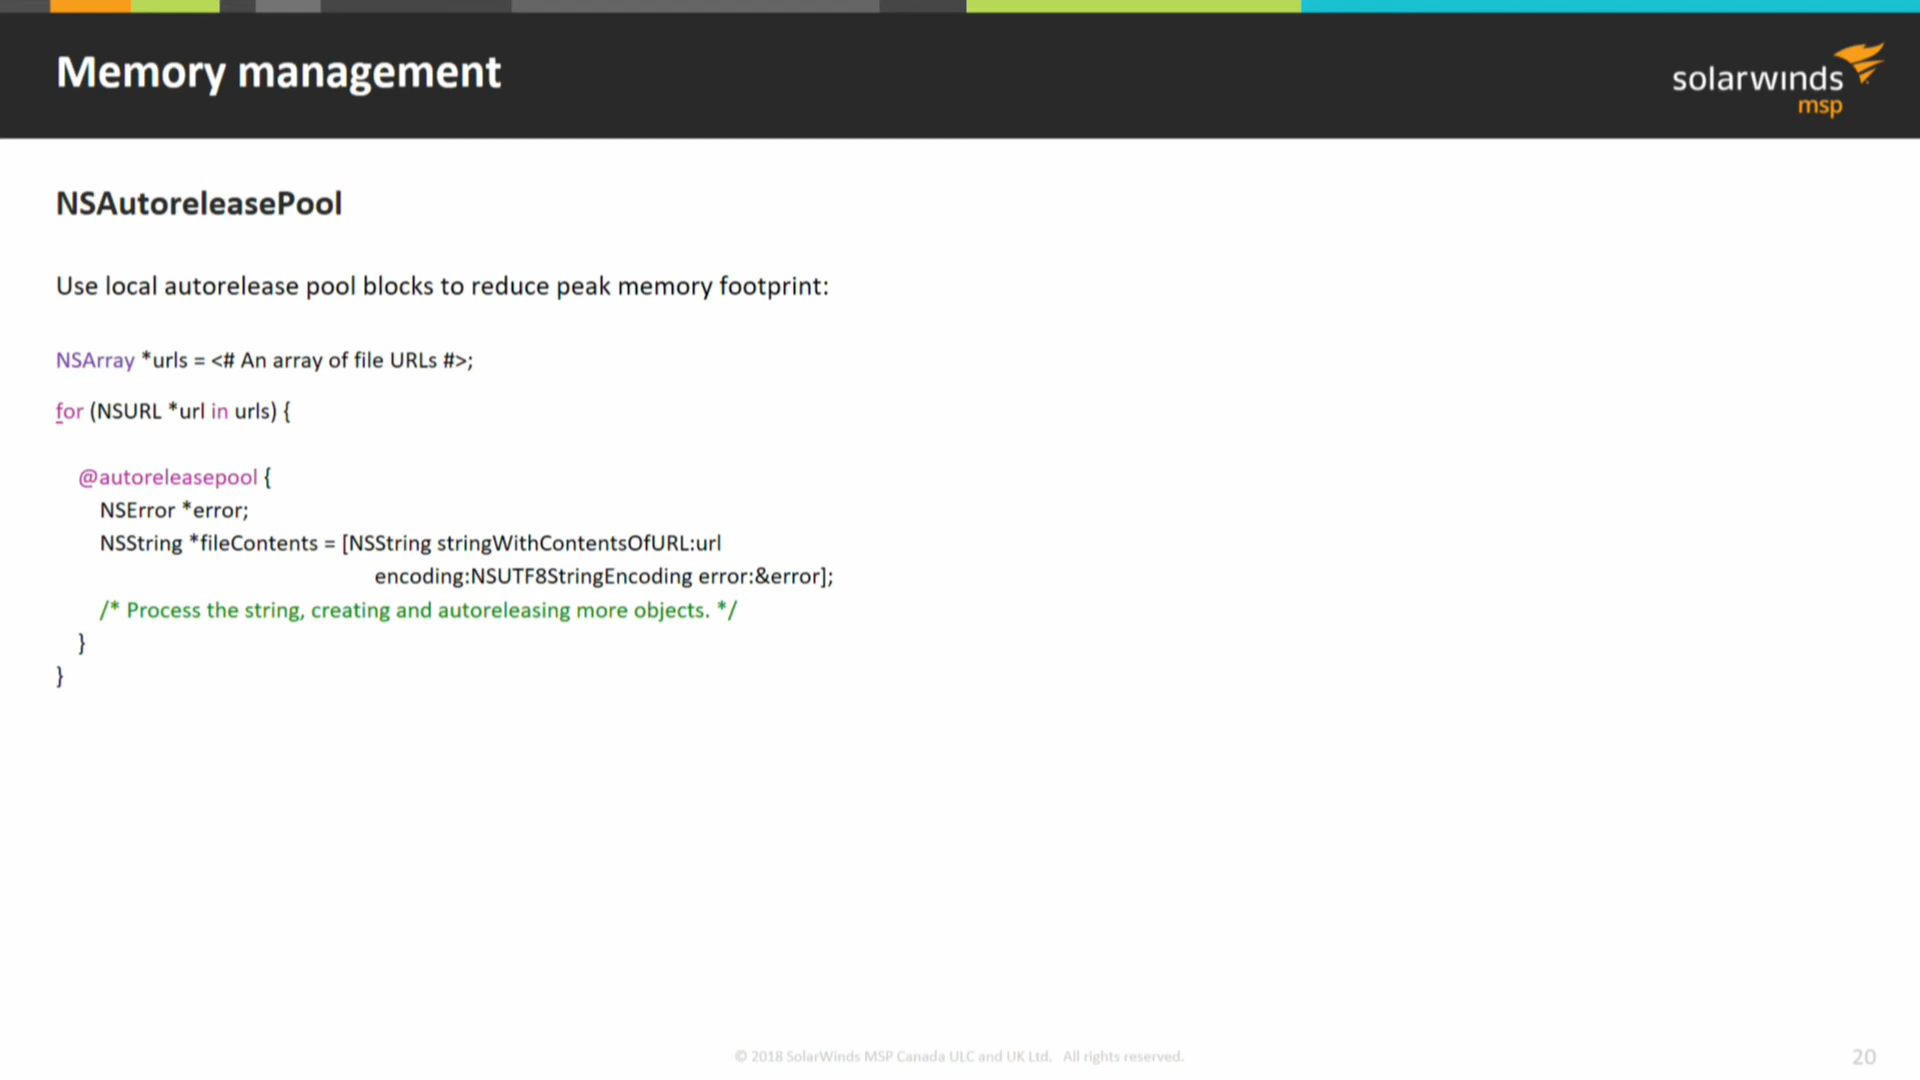 Memory management
solarwinds
msp
NSAutoreleasePool
Use local autorelease pool blocks to reduce peak memory footprint:
NSArray *urls = <# An array of file URLs #>;
for (NSURL *url in urls) {
@autoreleasepool {
NSError *error;
NSString *fileContents = [NSString stringWithContentsOfURL:url
encoding:NSUTF8StringEncoding error:&error];
/* Process the string, creating and autoreleasing more objects. */
}
}
© 2018 SolarWinds MSP Canada ULC and UK Ltd. All rights reserved.
20